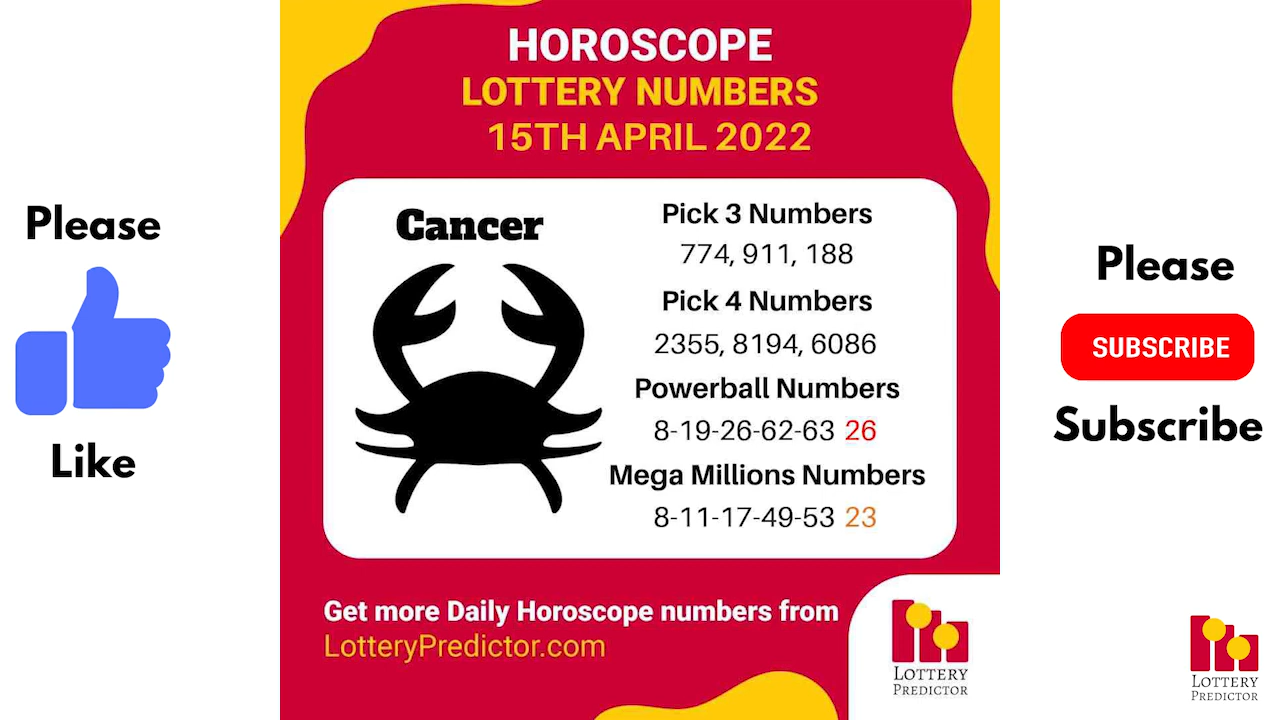 HOROSCOPE
LOTTERY NUMBERS
15TH APRIL 2022
Please
Like
Cancer
Pick 3 Numbers
774, 911, 188
Pick 4 Numbers
2355, 8194, 6086
Powerball Numbers
8-19-26-62-63 26
Mega Millions Numbers
8-11-17-49-53 23
Please
SUBSCRIBE
Subscribe
Get more Daily Horoscope numbers from
LotteryPredictor.com
LOTTERY
PREDICTOR
LOTTERY
PREDICTOR